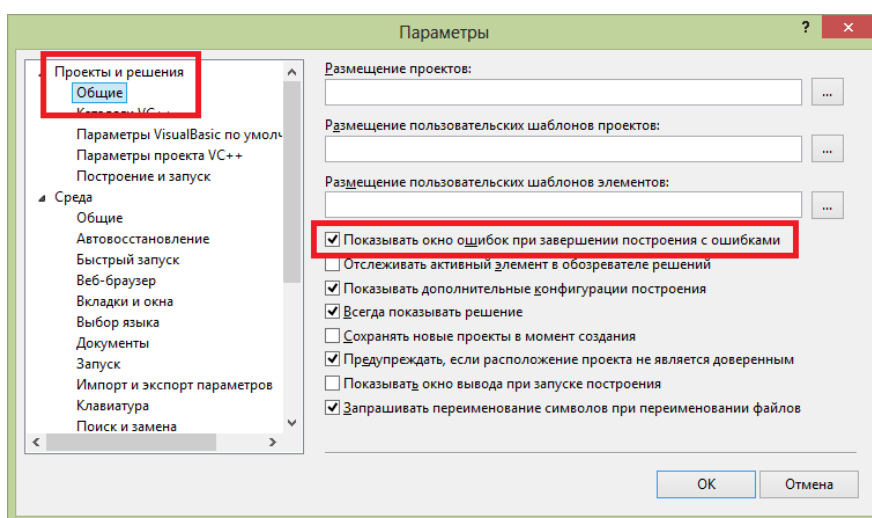 Параметры
?
×
Проекты и решения
Общие
Каталоги VC++
Параметры VisualBasic по умолч
Параметры проекта VC++
Построение и запуск
Среда
Общие
Автовосстановление
Быстрый запуск
Веб-браузер
Вкладки и окна
Выбор языка
Документы
Запуск
Импорт и экспорт параметров
Клавиатура
Поиск и замена
Размещение проектов:
...
Размещение пользовательских шаблонов проектов:
...
Размещение пользовательских шаблонов элементов:
...
Показывать окно ошибок при завершении построения с ошибками
Отслеживать активный элемент в обозревателе решений
Показывать дополнительные конфигурации построения
Всегда показывать решение
Сохранять новые проекты в момент создания
Предупреждать, если расположение проекта не является доверенным
Показывать окно вывода при запуске построения
Запрашивать переименование символов при переименовании файлов
OK
Отмена